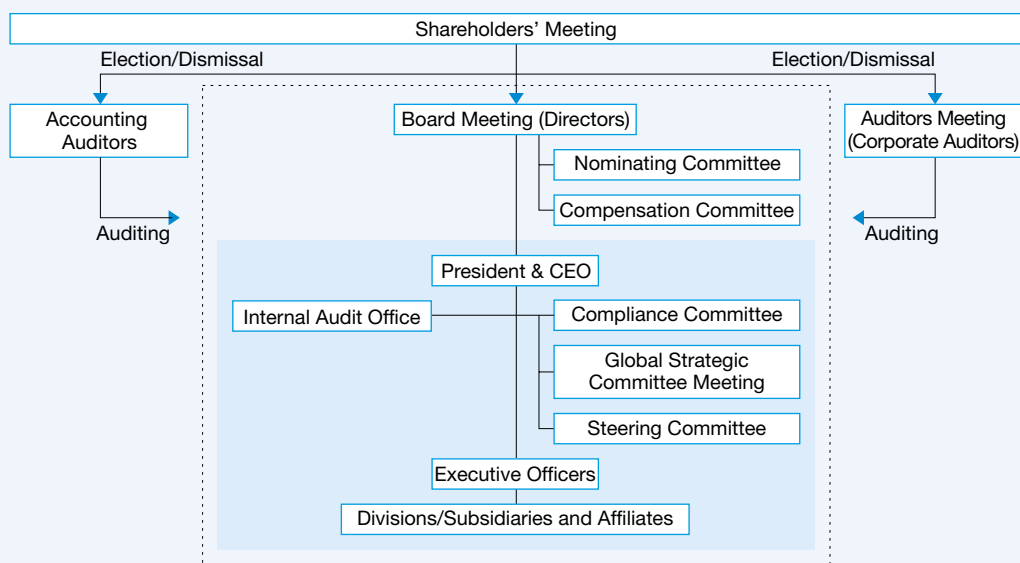 Shareholders’ Meeting
Election/Dismissal
Election/Dismissal
Accounting
Auditors
Board Meeting (Directors)
Auditors Meeting
(Corporate Auditors)
Nominating Committee
Compensation Committee
Auditing
Auditing
President & CEO
Internal Audit Office
Compliance Committee
Global Strategic
Committee Meeting
Steering Committee
Executive Officers
Divisions/Subsidiaries and Affiliates